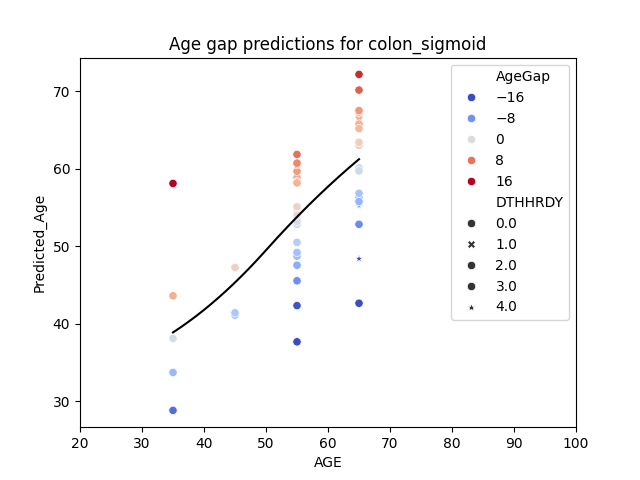 Age gap predictions for colon_sigmoid
Predicted_Age
70
60
50
40
30
20 30 40 50 60 70 80 90 100
AGE
AgeGap
−16
−8
0
8
16
DTHHRDY
0.0
1.0
2.0
3.0
4.0